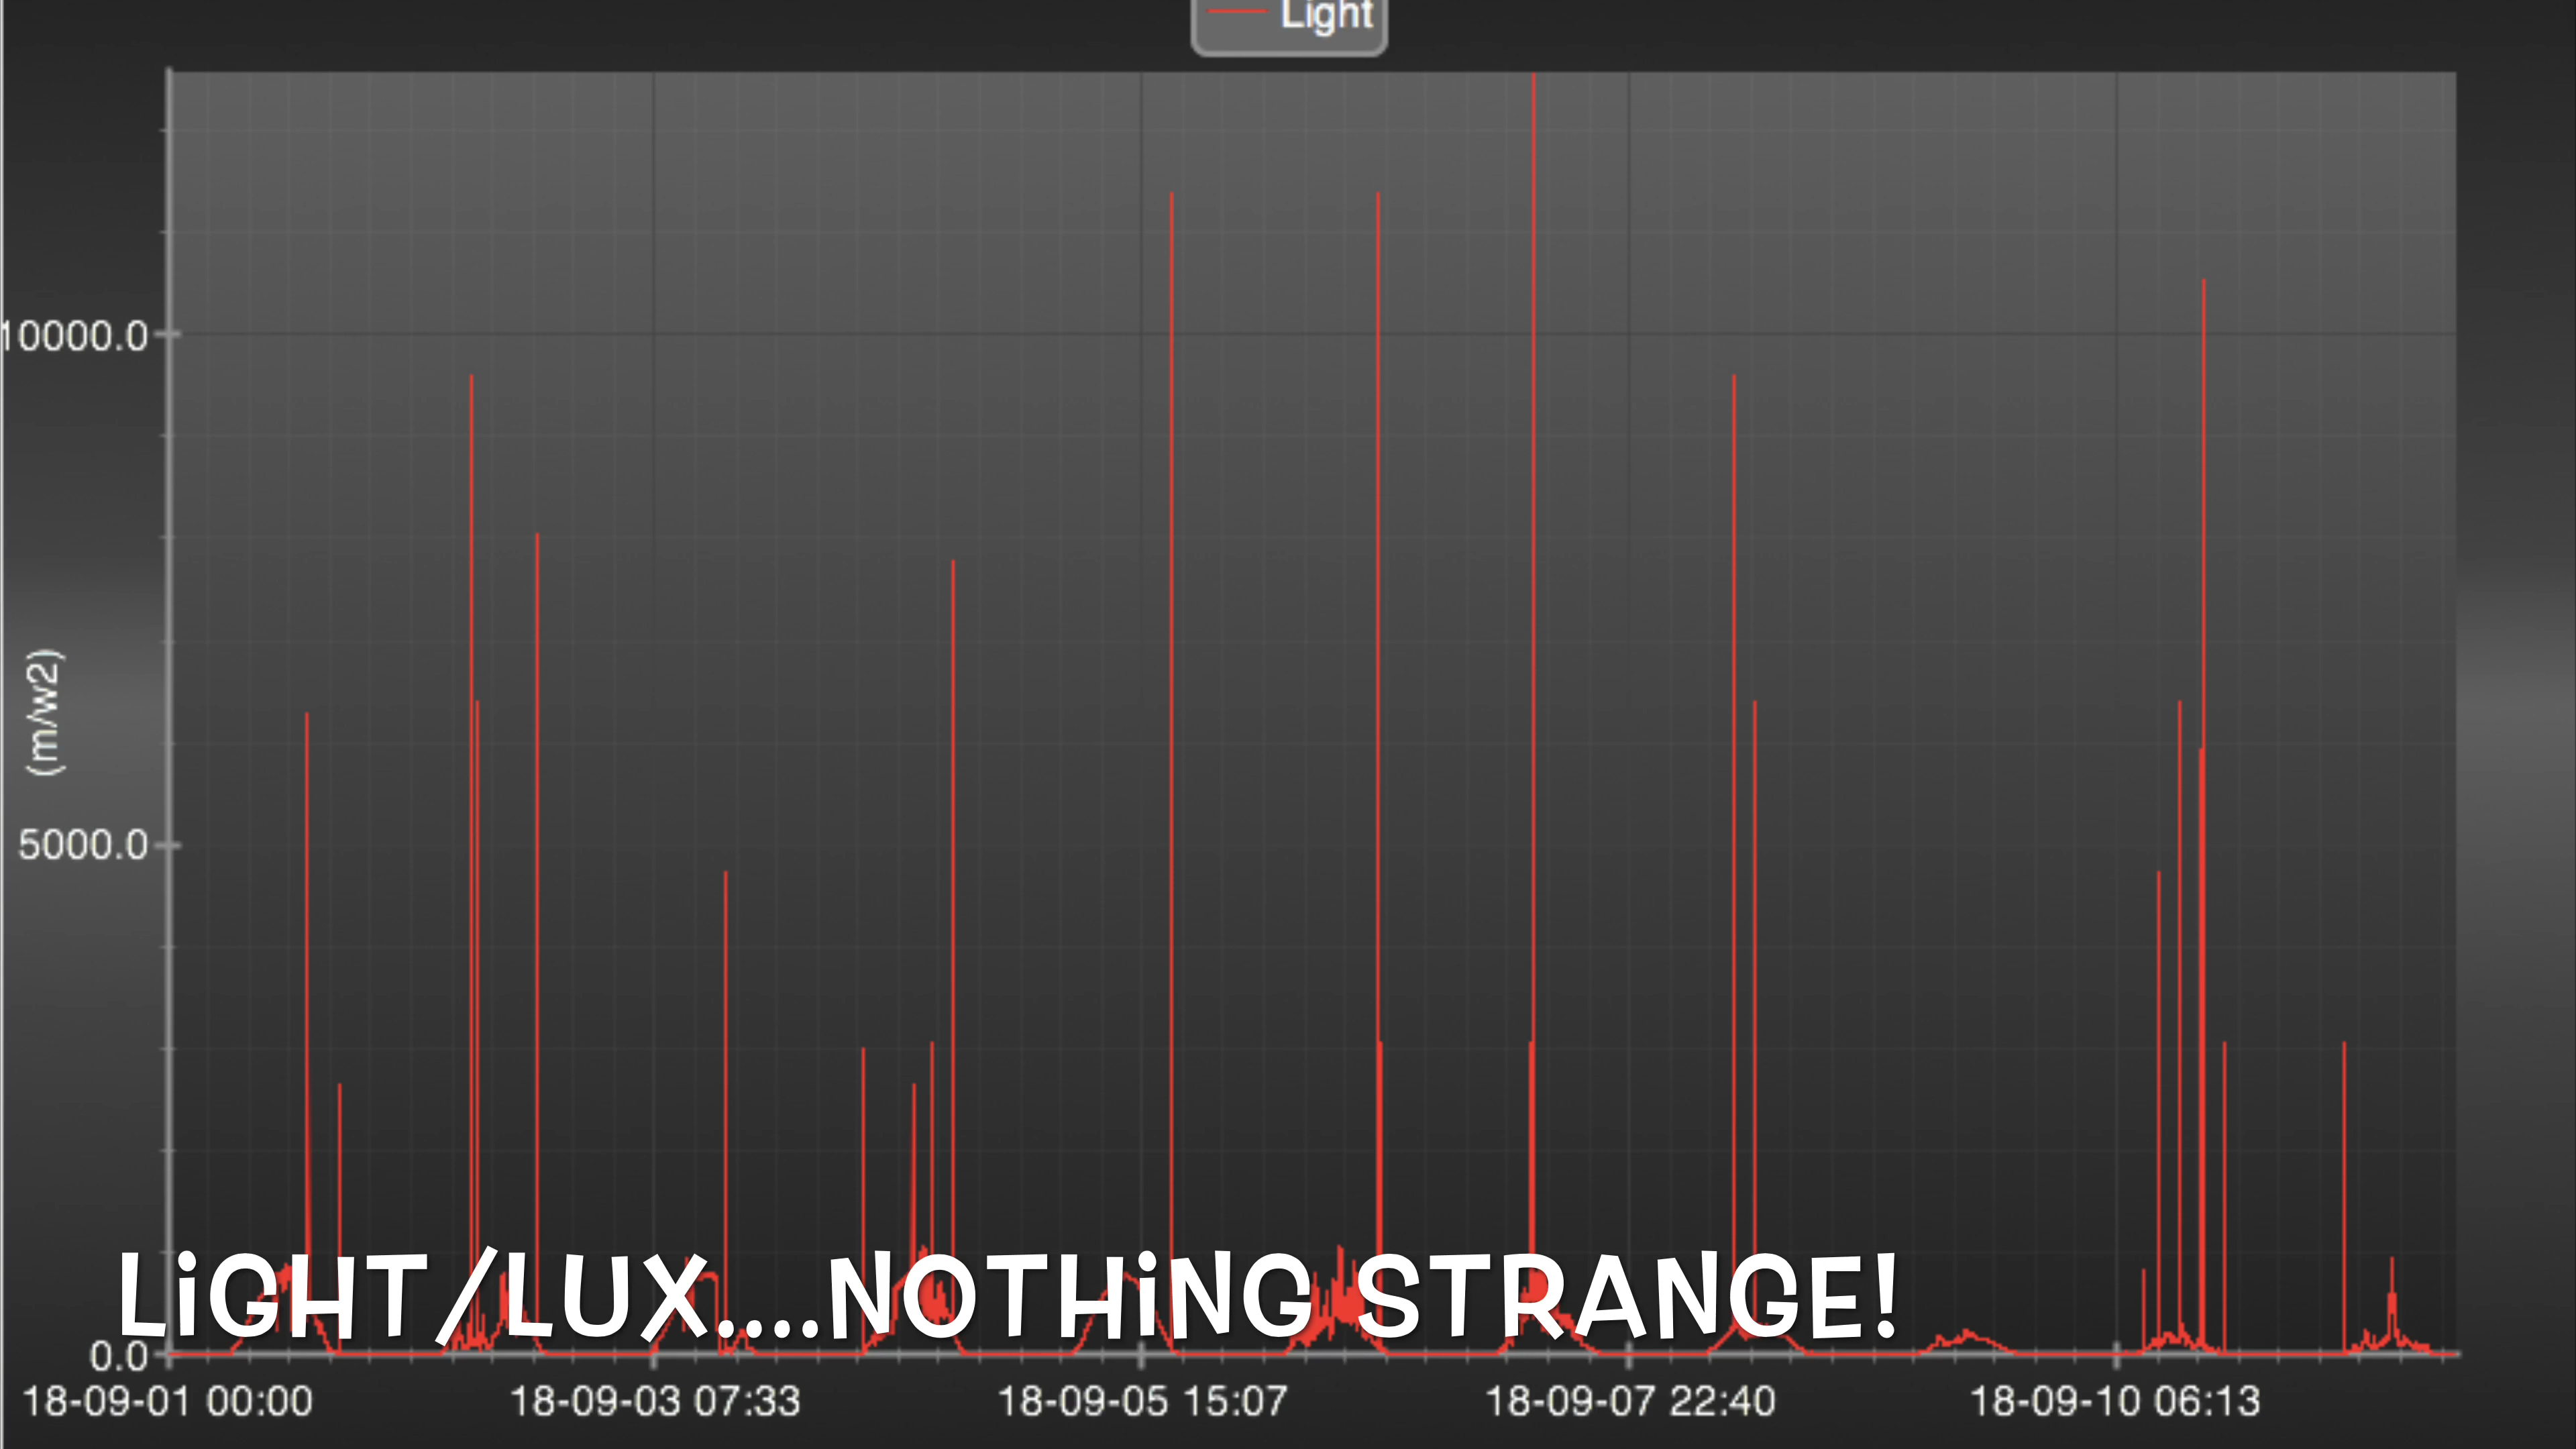 Light
10000.0
(m/w2)
5000.0
LiGHT/LUX....NOTHiNG STRANGE!
0.0
18-09-01 00:00 18-09-03 07:33 18-09-05 15:07 18-09-07 22:40 18-09-10 06:13